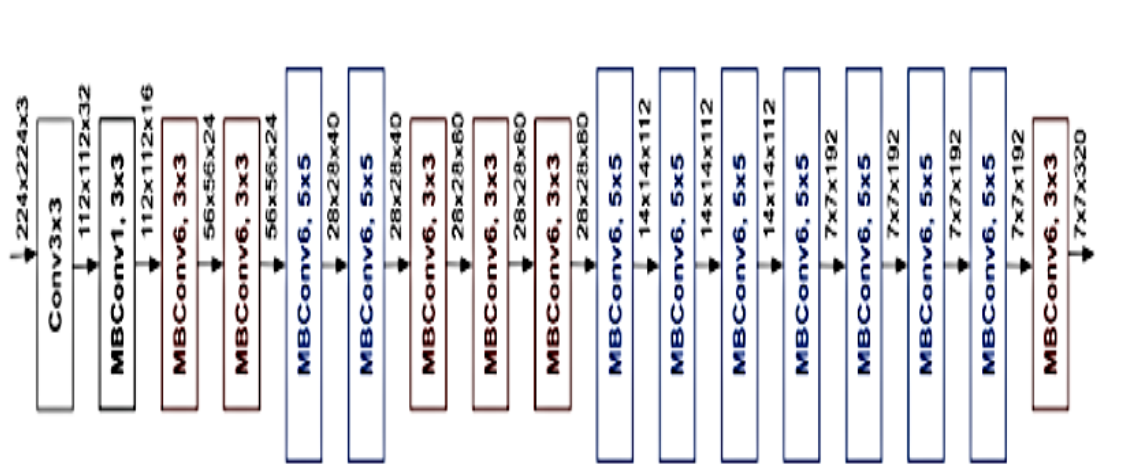 224x224x3
Conv3x3
112x112x32
MBConv1, 3x3
112x112x16
MBConv6, 3x3
56x56x24
MBConv6, 3x3
56x56x24
MBConv6, 5x5
28x28x40
MBConv6, 5x5
28x28x40
MBConv6, 3x3
28x28x80
MBConv6, 3x3
28x28x80
MBConv6, 3x3
28x28x80
MBConv6, 5x5
14x14x112
MBConv6, 5x5
14x14x112
MBConv6, 5x5
14x14x112
MBConv6, 5x5
7x7x192
MBConv6, 5x5
7x7x192
MBConv6, 5x5
7x7x192
MBConv6, 5x5
7x7x192
MBConv6, 3x3
7x7x320